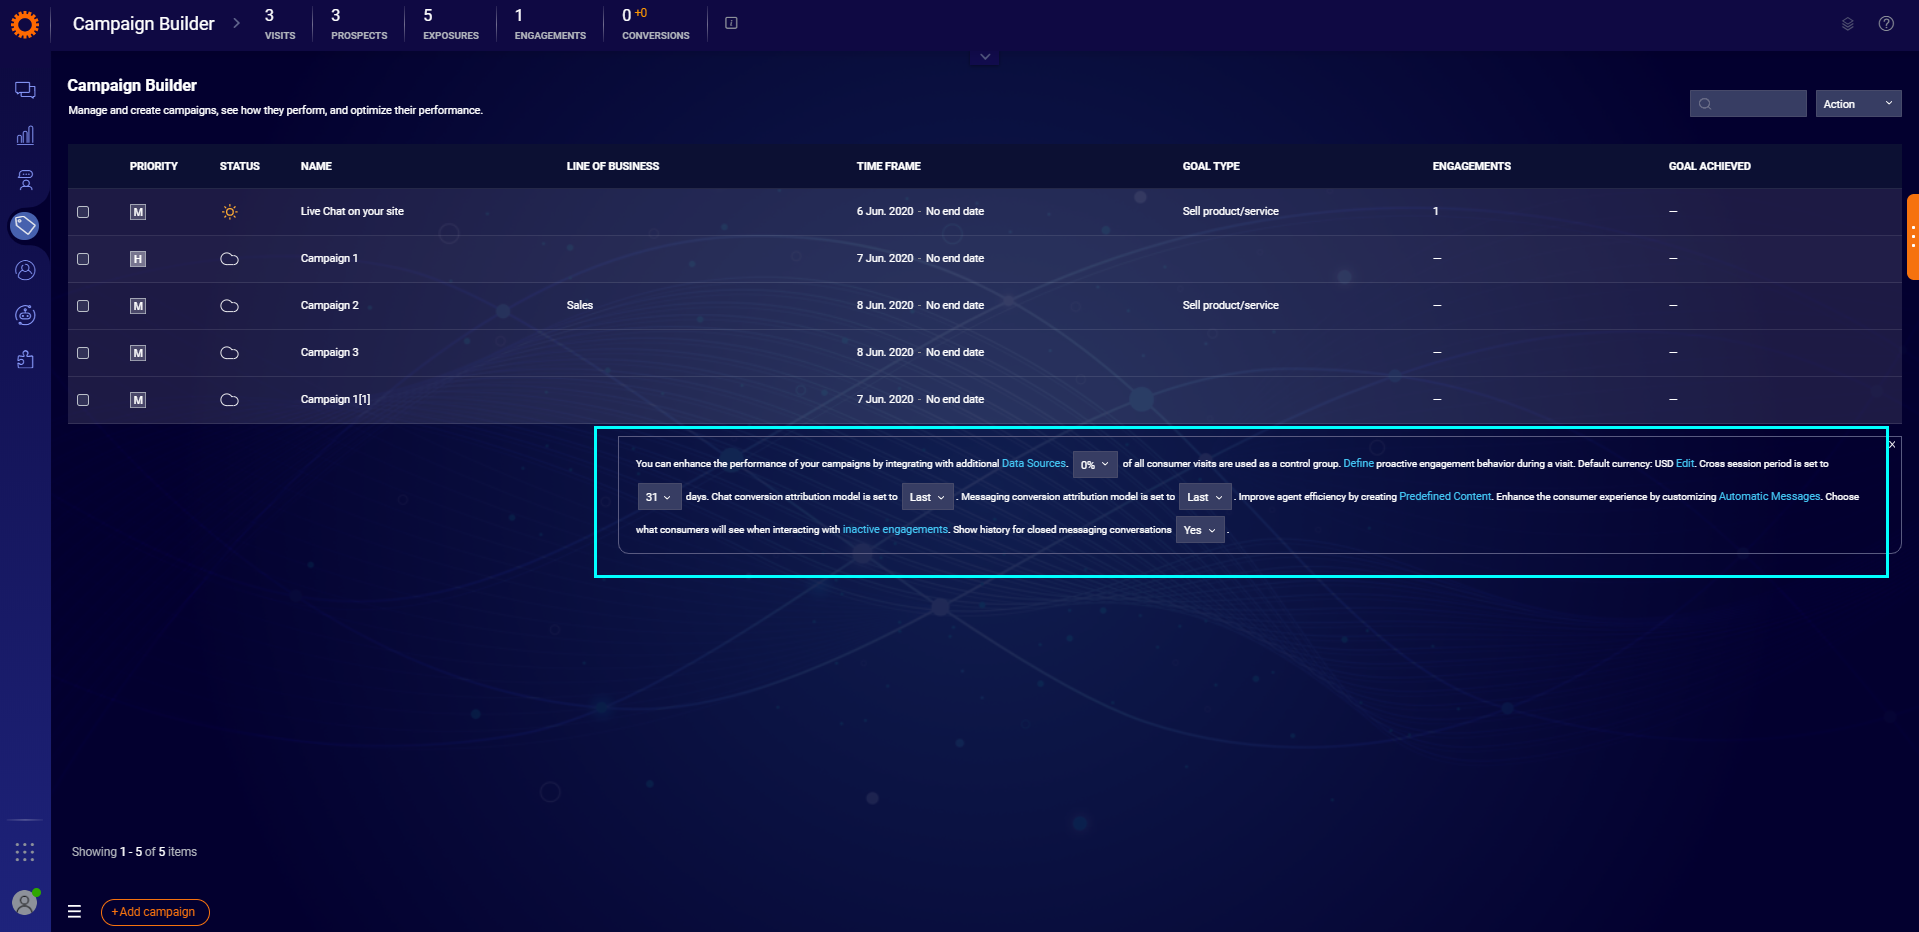 Campaign Builder
3 VISITS
3 PROSPECTS
5 EXPOSURES
1 ENGAGEMENTS
0 +0 CONVERSIONS
Campaign Builder
Manage and create campaigns, see how they perform, and optimize their performance.
Action
PRIORITY STATUS NAME LINE OF BUSINESS TIME FRAME GOAL TYPE ENGAGEMENTS GOAL ACHIEVED
M Live Chat on your site 6 Jun. 2020 - No end date Sell product/service 1 —
H Campaign 1 7 Jun. 2020 - No end date — —
M Campaign 2 Sales 8 Jun. 2020 - No end date Sell product/service — —
M Campaign 3 8 Jun. 2020 - No end date — —
M Campaign 1[1] 7 Jun. 2020 - No end date — —
You can enhance the performance of your campaigns by integrating with additional Data Sources. 0% of all consumer visits are used as a control group. Define proactive engagement behavior during a visit. Default currency: USD Edit. Cross session period is set to
31 days. Chat conversion attribution model is set to Last . Messaging conversion attribution model is set to Last . Improve agent efficiency by creating Predefined Content. Enhance the consumer experience by customizing Automatic Messages. Choose
what consumers will see when interacting with inactive engagements. Show history for closed messaging conversations Yes .
Showing 1 - 5 of 5 items
+Add campaign